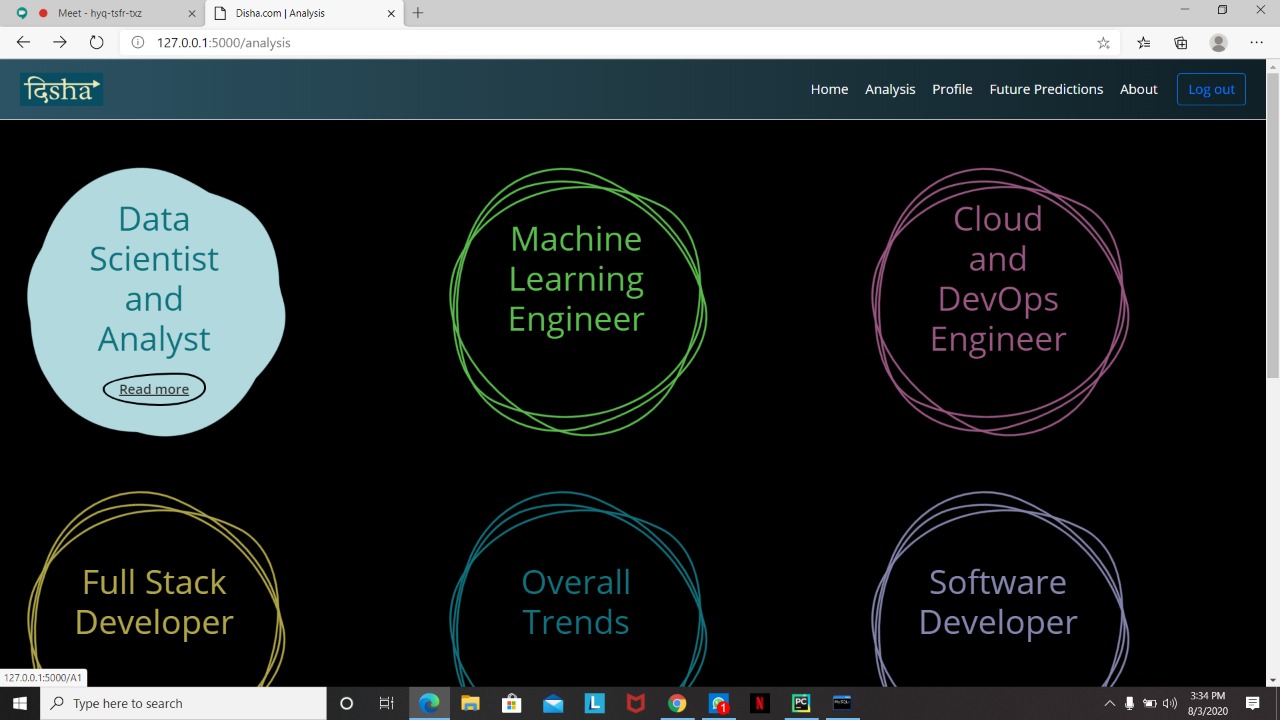 Meet - hyq-tsfr-txz
Disha.com | Analysis
127.0.0.1:5000/analysis
दिsha
Home Analysis Profile Future Predictions About Log out
Data
Scientist
and
Analyst
Read more
Machine
Learning
Engineer
Cloud
and
DevOps
Engineer
Full Stack
Developer
Overall
Trends
Software
Developer
127.0.0.1:5000/A1
Type here to search
L
1
N
PC
MySQL
3:34 PM
8/3/2020